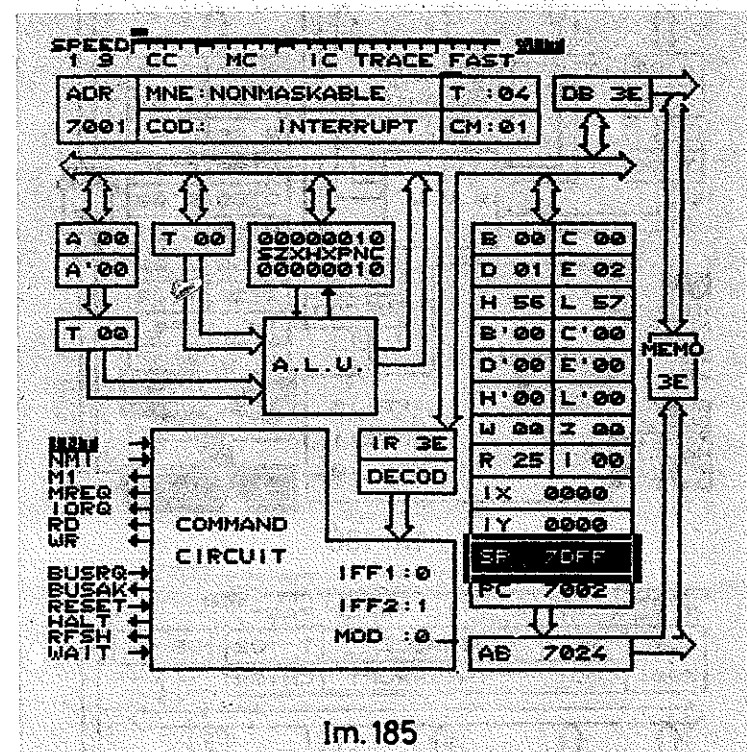 SPEED
1 9 CC MC IC TRACE FAST
ADR MNE:NONMASKABLE T :04 DB 3E
7001 COD: INTERRUPT CM:01
A 00 T 00 00000010 B 00 C 00
A'00 SZXHXPNC
00000010 D 01 E 02
H 56 L 57
T 00 B'00 C'00
A.L.U. D'00 E'00 MEMO
3E
H'00 L'00
W 00 Z 00
IR 3E R 25 I 00
DECOD
NMI
M1
MREQ
IORQ
RD
WR
IX 0000
COMMAND
CIRCUIT
IY 0000
BUSRQ
BUSAK
RESET
HALT
RFSH
WAIT
IFF1:0
IFF2:1
MOD :0
SP 7DFF
PC 7002
AB 7024
Im. 185